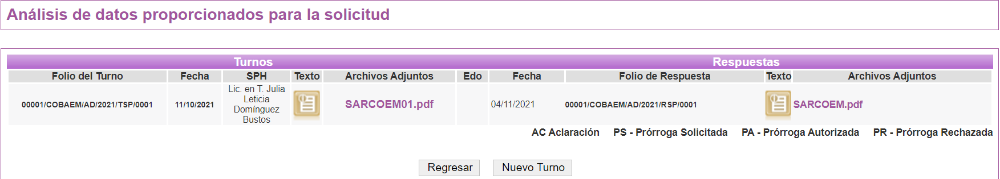 Análisis de datos proporcionados para la solicitud
Turnos Respuestas
Folio del Turno Fecha SPH Texto Archivos Adjuntos Edo Fecha Folio de Respuesta Texto Archivos Adjuntos
00001/COBAEM/AD/2021/TSP/0001 11/10/2021 Lic. en T. Julia
Leticia
Domínguez
Bustos
SARCOEM01.pdf 04/11/2021 00001/COBAEM/AD/2021/RSP/0001 SARCOEM.pdf
AC Aclaración PS - Prórroga Solicitada PA - Prórroga Autorizada PR - Prórroga Rechazada
Regresar Nuevo Turno